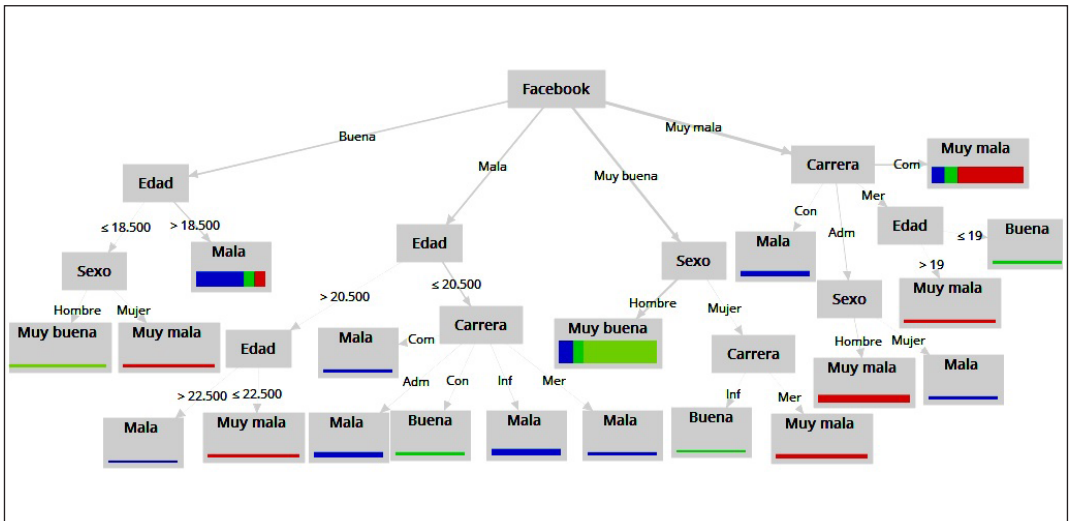 Facebook
Buena
Mala
Muy buena
Muy mala
Edad
≤ 18.500
> 18.500
Sexo
Mala
Hombre
Mujer
Muy buena
Muy mala
Edad
> 20.500
≤ 20.500
Edad
Carrera
> 22.500
≤ 22.500
Mala
Muy mala
Com
Mala
Adm
Con
Inf
Mer
Mala
Buena
Mala
Mala
Sexo
Hombre
Mujer
Muy buena
Carrera
Inf
Mer
Buena
Muy mala
Carrera
Com
Muy mala
Con
Adm
Mer
Mala
Sexo
Hombre
Mujer
Muy mala
Mala
Edad
≤ 19
> 19
Buena
Muy mala